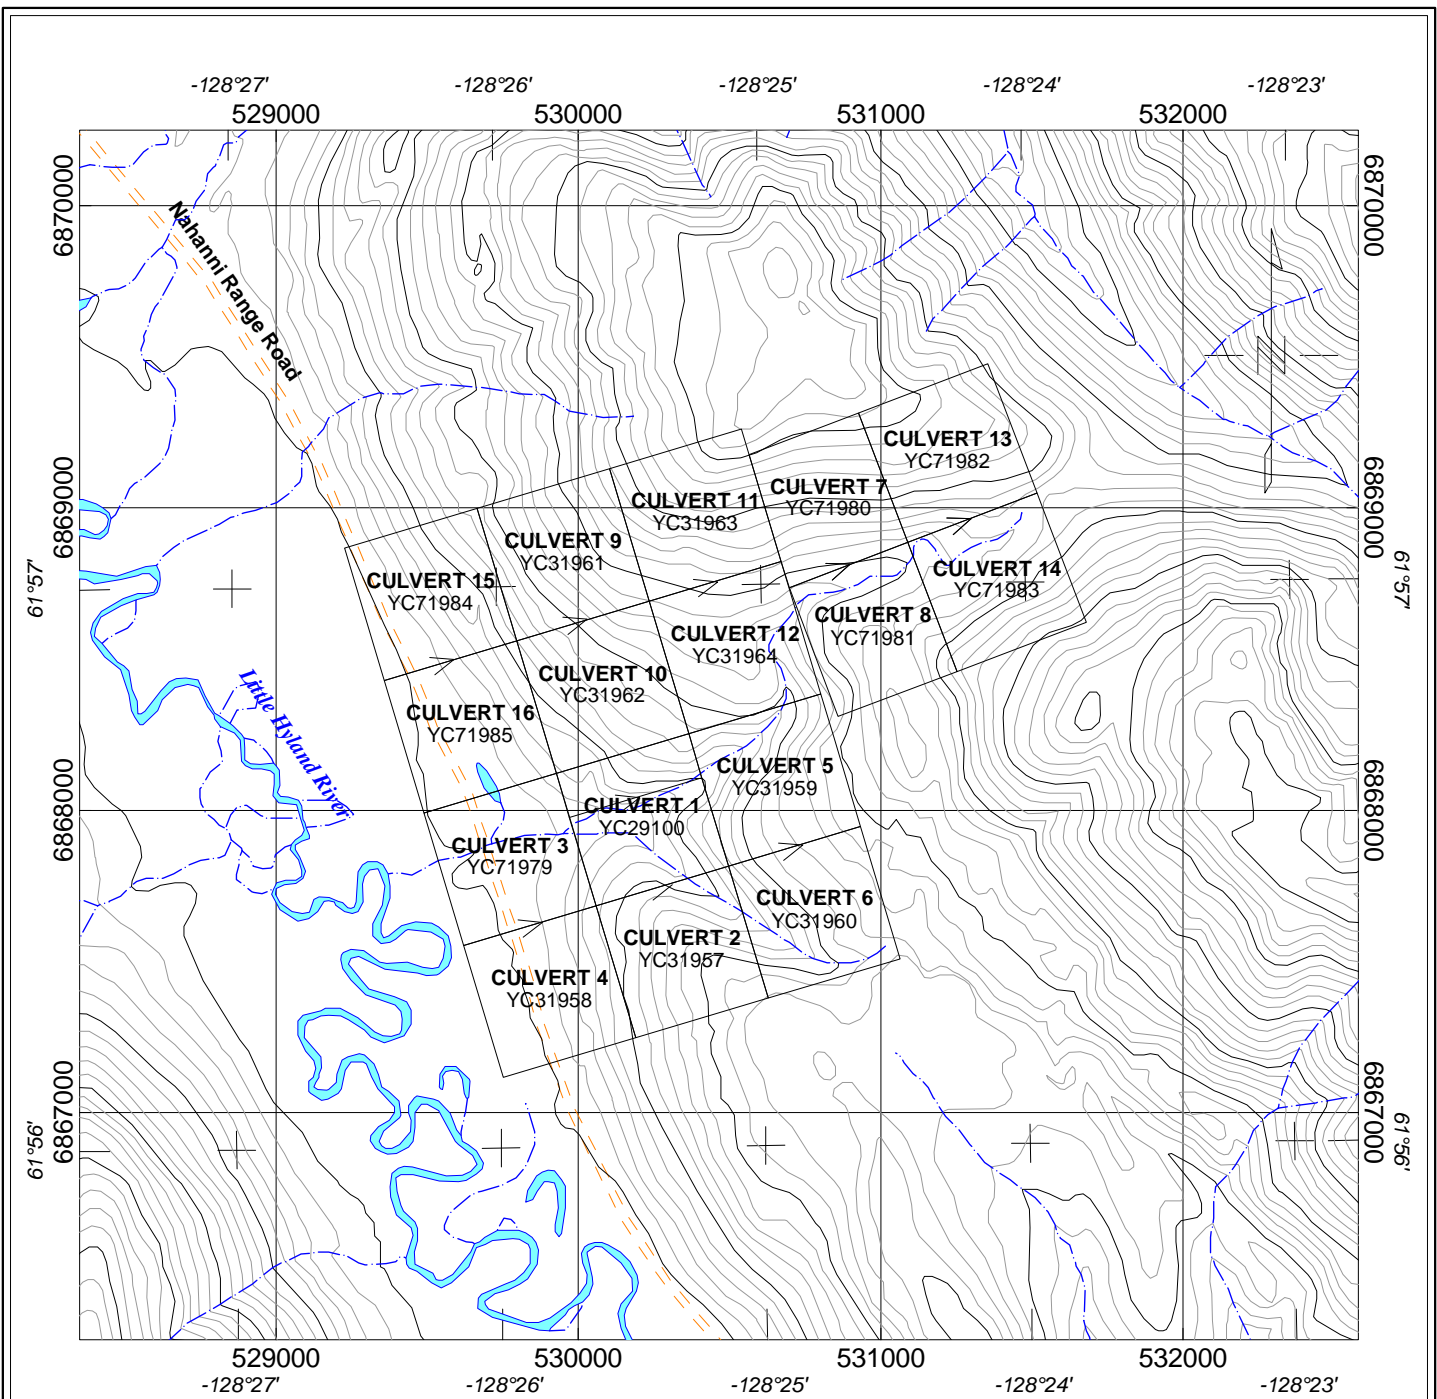 -128°27' -128°26' -128°25' -128°24' -128°23'
529000 530000 531000 532000
6870000
6870000
Nahanni Range Road
CULVERT 13
YC71982
CULVERT 7
YC71980
CULVERT 11
YC31963
6869000
6869000
CULVERT 9
YC31961
CULVERT 15
YC71984
CULVERT 14
YC71983
61°57'
61°57'
CULVERT 8
YC71981
CULVERT 12
YC31964
CULVERT 10
YC31962
CULVERT 16
YC71985
Little Hyland River
CULVERT 5
YC31959
CULVERT 1
YC29100
6868000
6868000
CULVERT 3
YC71979
CULVERT 6
YC31960
CULVERT 2
YC31957
CULVERT 4
YC31958
N
6867000
6867000
61°56'
61°56'
529000 530000 531000 532000
-128°27' -128°26' -128°25' -128°24' -128°23'